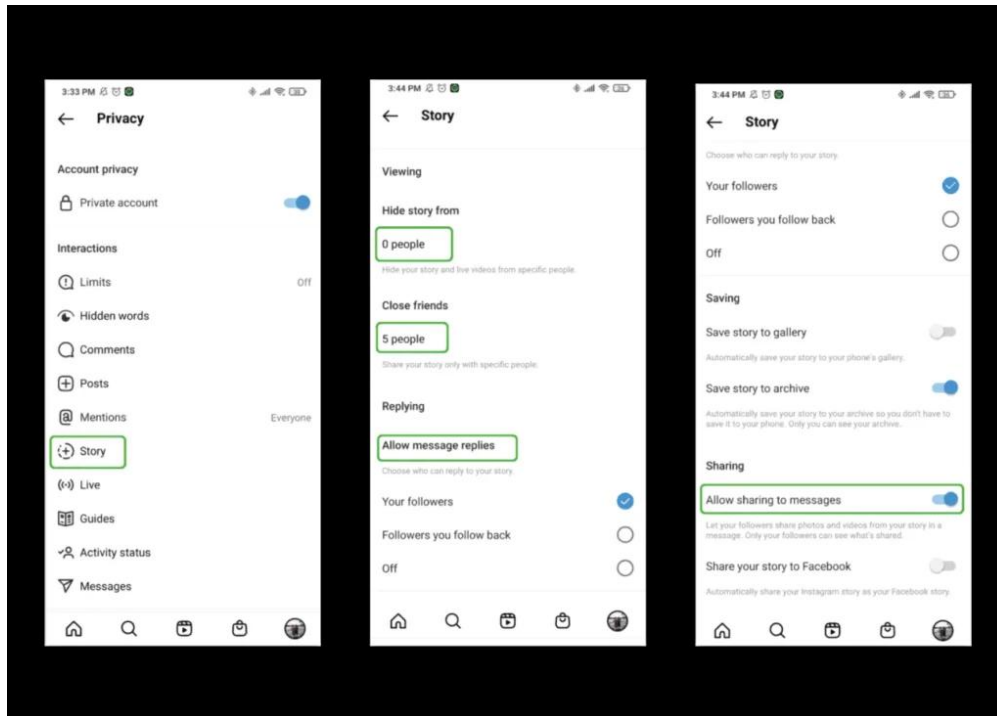 3:33 PM
Privacy
Account privacy
Private account
Interactions
Limits Off
Hidden words
Comments
Posts
Mentions Everyone
Story
Live
Guides
Activity status
Messages
3:44 PM
Story
Viewing
Hide story from
0 people
Hide your story and live videos from specific people.
Close friends
5 people
Share your story only with specific people.
Replying
Allow message replies
Choose who can reply to your story.
Your followers
Followers you follow back
Off
3:44 PM
Story
Choose who can reply to your story.
Your followers
Followers you follow back
Off
Saving
Save story to gallery
Automatically save your story to your phone's gallery.
Save story to archive
Automatically save your story to your archive so you don't have to
save it to your phone. Only you can see your archive.
Sharing
Allow sharing to messages
Let your followers share photos and videos from your story in a
message. Only your followers can see what's shared.
Share your story to Facebook
Automatically share your Instagram story as your Facebook story.